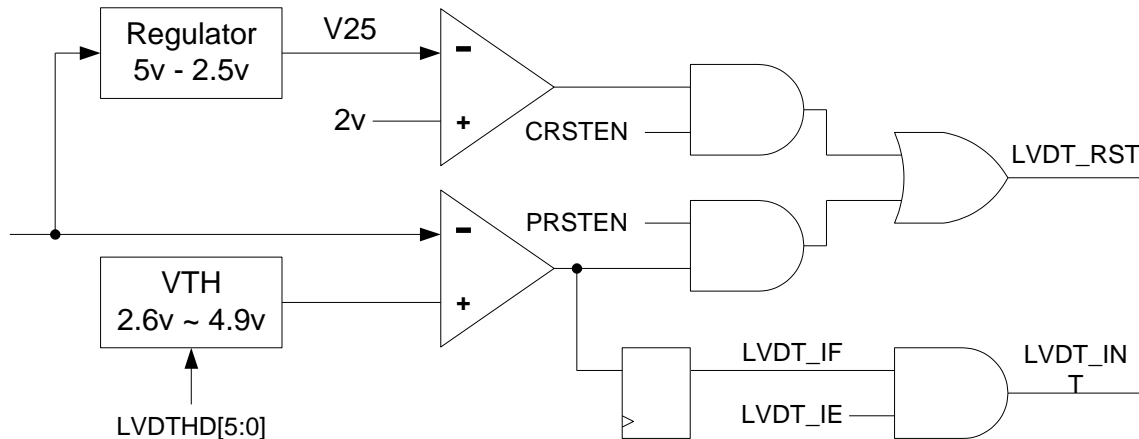 Regulator
5v - 2.5v
V25
-
2v
+
CRSTEN
LVDT_RST
PRSTEN
-
VTH
2.6v ~ 4.9v
+
LVDT_IF
LVDT_IN
T
LVDT_IE
LVDTHD[5:0]